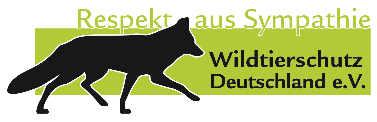 Respekt aus Sympathie
Wildtierschutz
Deutschland e.V.